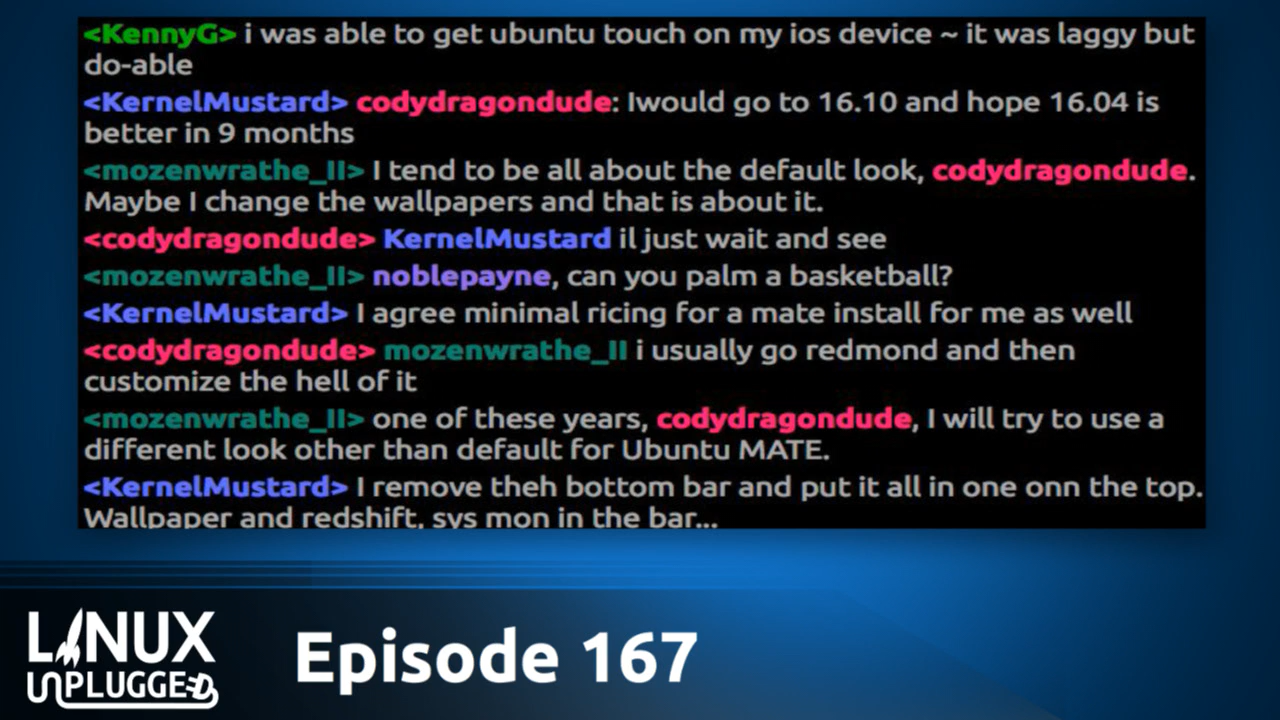 <KennyG> i was able to get ubuntu touch on my ios device ~ it was laggy but
do-able
<KernelMustard> codydragondude: Iwould go to 16.10 and hope 16.04 is
better in 9 months
<mozenwrathe_II> I tend to be all about the default look, codydragondude.
Maybe I change the wallpapers and that is about it.
<codydragondude> KernelMustard il just wait and see
<mozenwrathe_II> noblepayne, can you palm a basketball?
<KernelMustard> I agree minimal ricing for a mate install for me as well
<codydragondude> mozenwrathe_II i usually go redmond and then
customize the hell of it
<mozenwrathe_II> one of these years, codydragondude, I will try to use a
different look other than default for Ubuntu MATE.
<KernelMustard> I remove theh bottom bar and put it all in one onn the top.
Wallpaper and redshift, sys mon in the bar...
LINUX
UNPLUGGED
Episode 167